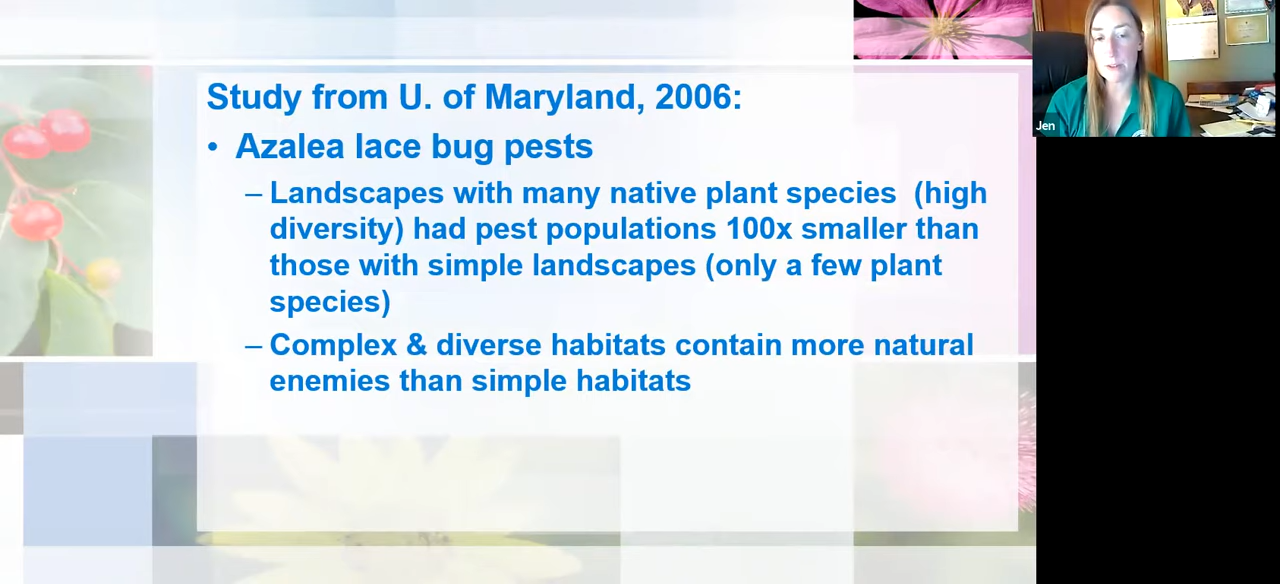 Study from U. of Maryland, 2006:
• Azalea lace bug pests
– Landscapes with many native plant species (high
diversity) had pest populations 100x smaller than
those with simple landscapes (only a few plant
species)
– Complex & diverse habitats contain more natural
enemies than simple habitats
Jen